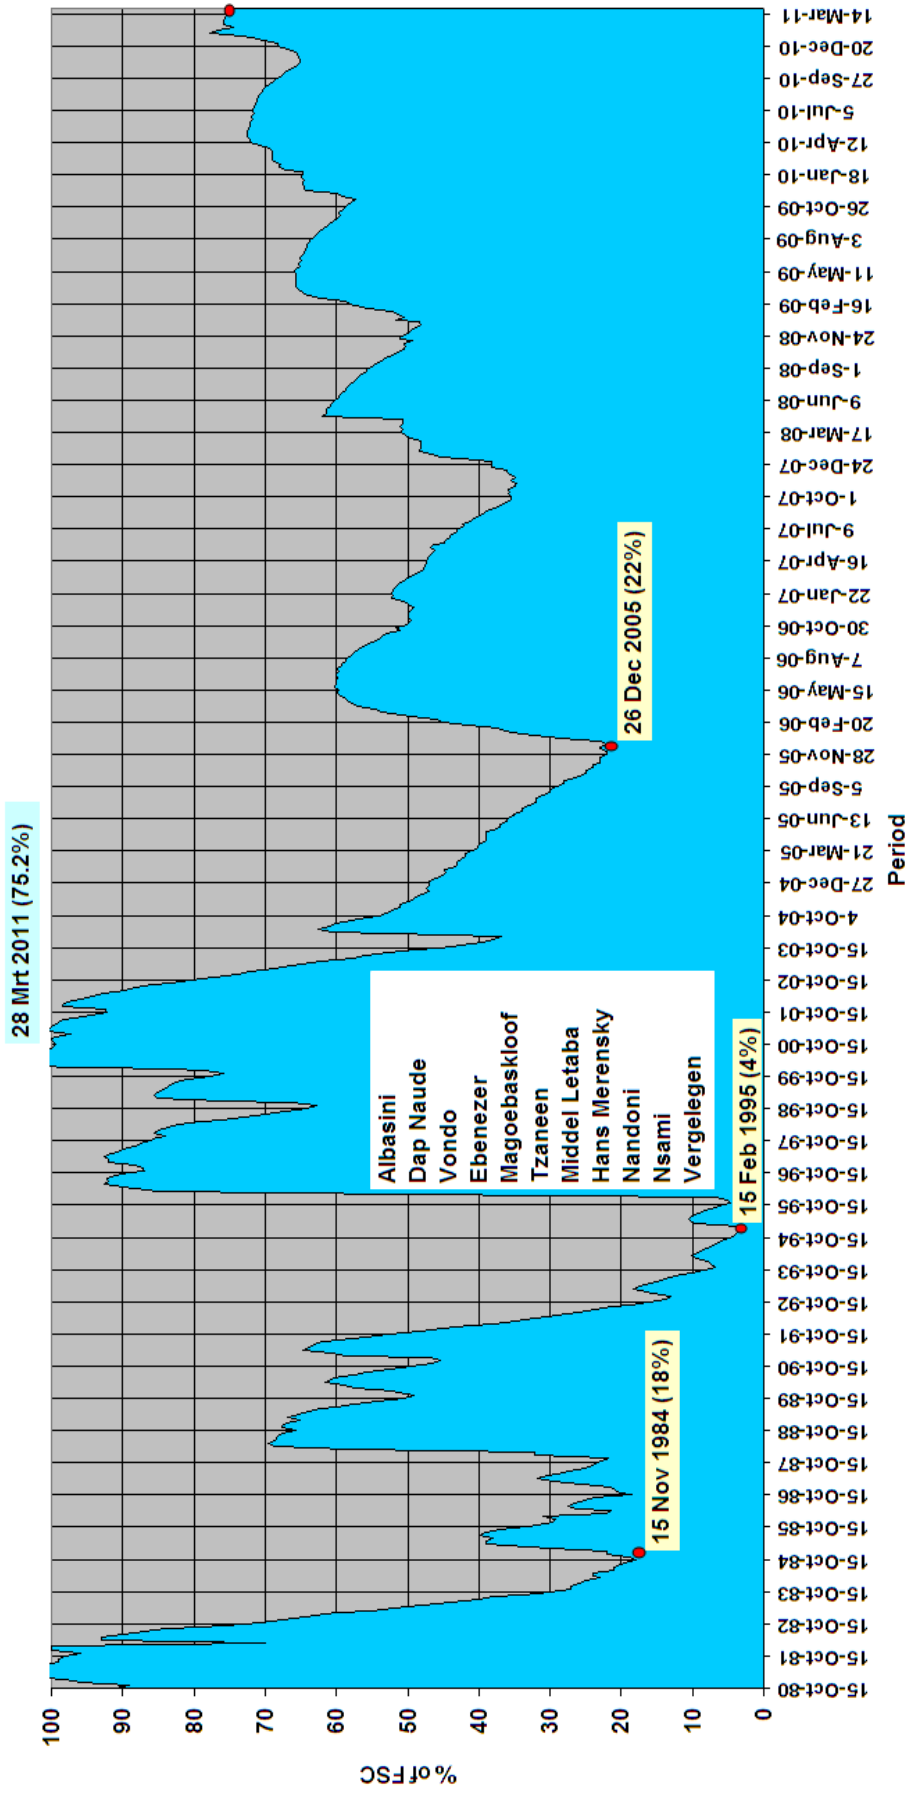 28 Mrt 2011 (75.2%)
% of FSC
100
90
80
70
60
50
40
30
20
10
0
Albasini
Dap Naude
Vondo
Ebenezer
Magoebaskloof
Tzaneen
Middel Letaba
Hans Merensky
Nandoni
Nsami
Vergelegen
15 Nov 1984 (18%)
15 Feb 1995 (4%)
26 Dec 2005 (22%)
15-Oct-80
15-Oct-81
15-Oct-82
15-Oct-83
15-Oct-84
15-Oct-85
15-Oct-86
15-Oct-87
15-Oct-88
15-Oct-89
15-Oct-90
15-Oct-91
15-Oct-92
15-Oct-93
15-Oct-94
15-Oct-95
15-Oct-96
15-Oct-97
15-Oct-98
15-Oct-99
15-Oct-00
15-Oct-01
15-Oct-02
15-Oct-03
4-Oct-04
27-Dec-04
21-Mar-05
13-Jun-05
5-Sep-05
28-Nov-05
20-Feb-06
15-May-06
7-Aug-06
30-Oct-06
22-Jan-07
16-Apr-07
9-Jul-07
1-Oct-07
24-Dec-07
17-Mar-08
9-Jun-08
1-Sep-08
24-Nov-08
16-Feb-09
11-May-09
3-Aug-09
26-Oct-09
18-Jan-10
12-Apr-10
5-Jul-10
27-Sep-10
20-Dec-10
14-Mar-11
Period